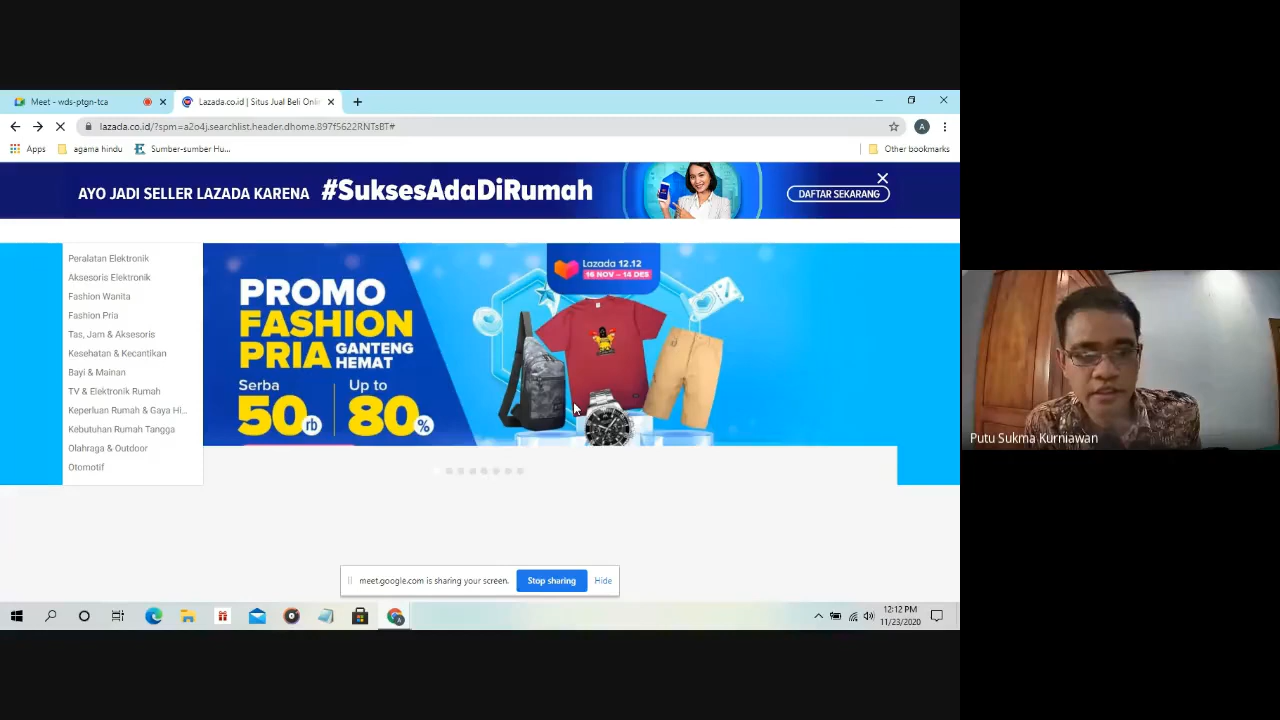 Meet - wds-ptgn-tca
Lazada.co.id | Situs Jual Beli Onlin
lazada.co.id/?spm=a2o4j.searchlist.header.dhome.897f5622RNTsBT#
A
Apps
agama hindu
Sumber-sumber Hu...
Other bookmarks
AYO JADI SELLER LAZADA KARENA #SuksesAdaDiRumah
DAFTAR SEKARANG
Peralatan Elektronik
Aksesoris Elektronik
Fashion Wanita
Fashion Pria
Tas, Jam & Aksesoris
Kesehatan & Kecantikan
Bayi & Mainan
TV & Elektronik Rumah
Keperluan Rumah & Gaya Hi...
Kebutuhan Rumah Tangga
Olahraga & Outdoor
Otomotif
Lazada 12.12
16 NOV - 14 DES
PROMO
FASHION
PRIA GANTENG HEMAT
Serba 50rb
Up to 80%
Putu Sukma Kurniawan
meet.google.com is sharing your screen.
Stop sharing
Hide
12:12 PM
11/23/2020